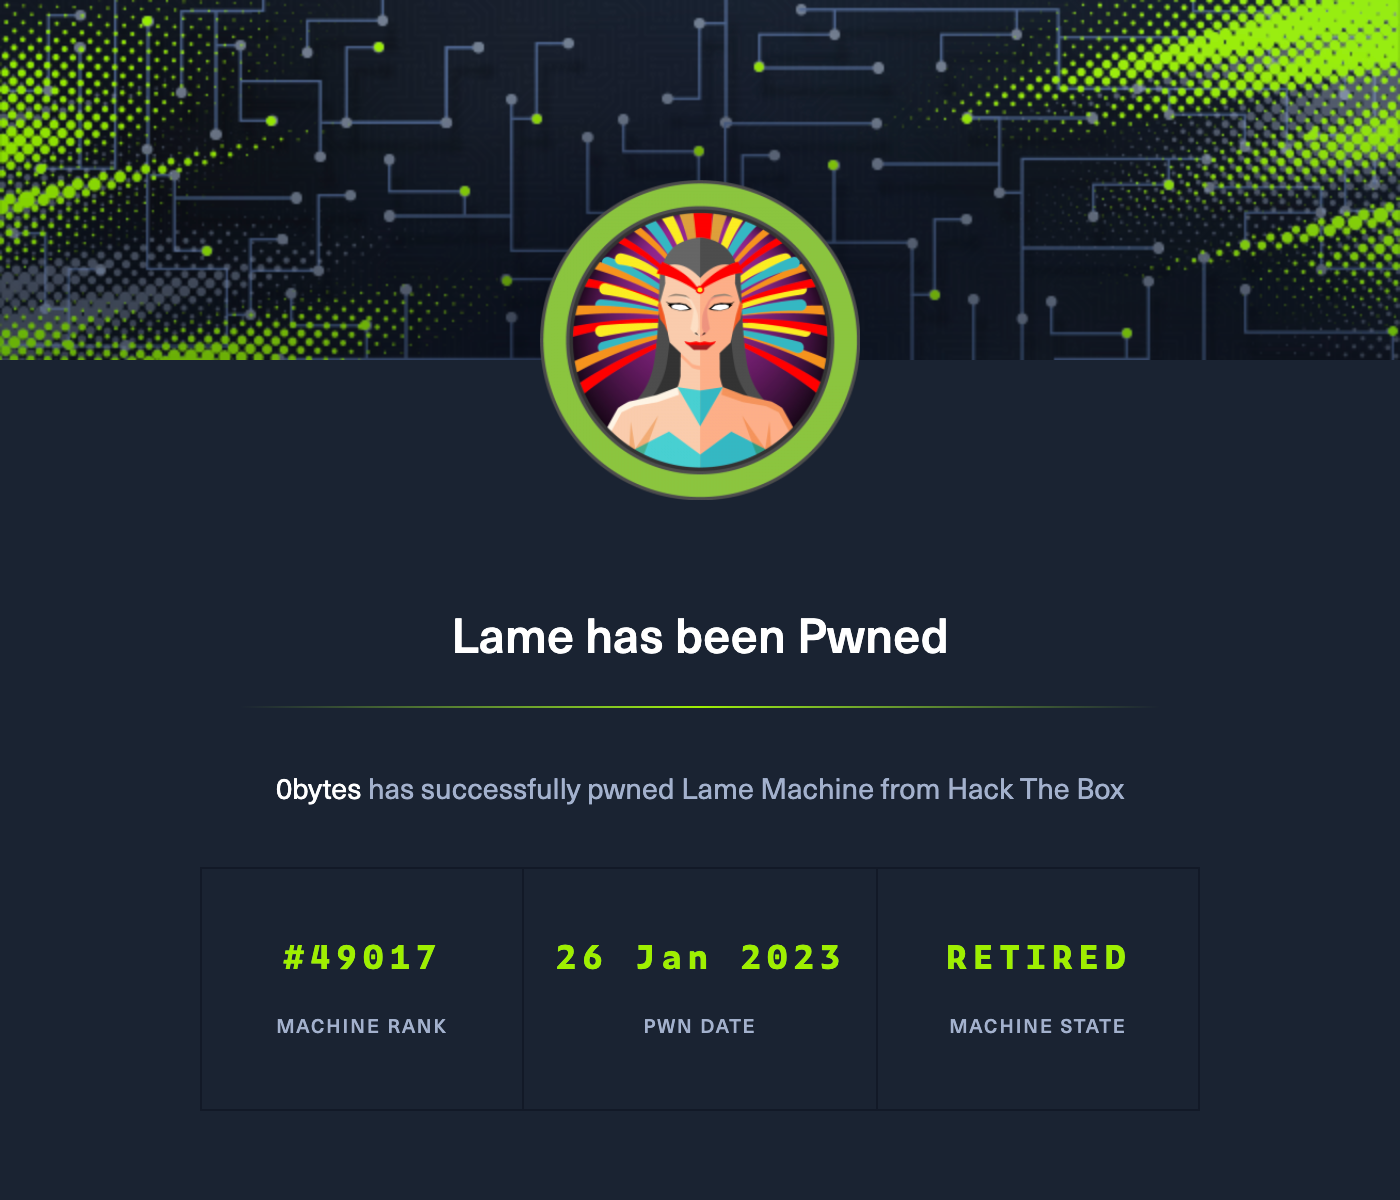 Lame has been Pwned
0bytes has successfully pwned Lame Machine from Hack The Box
#49017
MACHINE RANK
26 Jan 2023
PWN DATE
RETIRED
MACHINE STATE